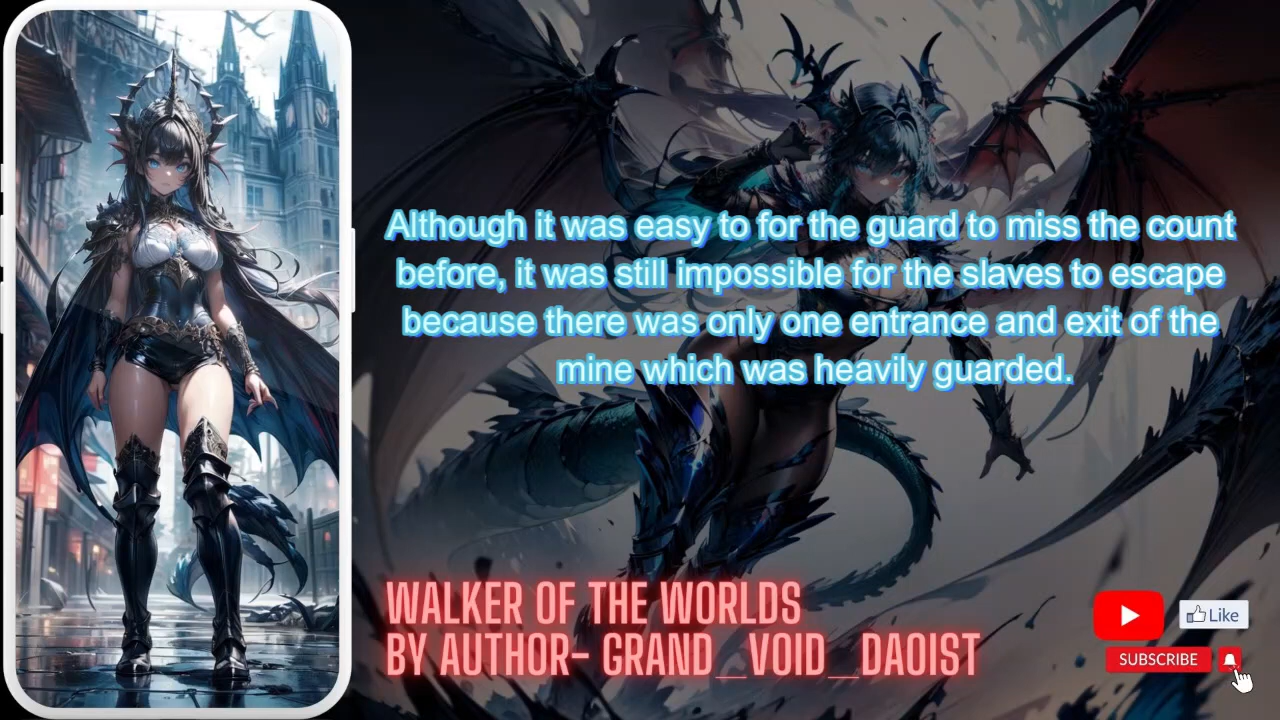 Although it was easy to for the guard to miss the count
before, it was still impossible for the slaves to escape
because there was only one entrance and exit of the
mine which was heavily guarded.
WALKER OF THE WORLDS
BY AUTHOR- GRAND_VOID_DAOIST
Like
SUBSCRIBE